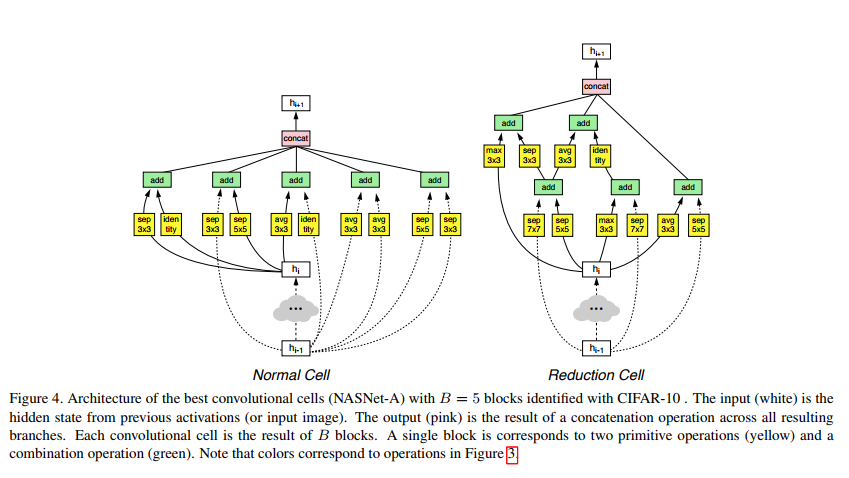 h_{i+1}
concat
add
add
add
add
add
sep 3x3
iden tity
sep 3x3
sep 5x5
avg 3x3
iden tity
avg 3x3
avg 3x3
sep 5x5
sep 3x3
h_i
...
h_{i-1}
Normal Cell
h_{i+1}
concat
add
add
max 3x3
sep 3x3
avg 3x3
iden tity
add
add
add
sep 7x7
sep 5x5
max 3x3
sep 7x7
avg 3x3
sep 5x5
h_i
...
h_{i-1}
Reduction Cell
Figure 4. Architecture of the best convolutional cells (NASNet-A) with B = 5 blocks identified with CIFAR-10 . The input (white) is the
hidden state from previous activations (or input image). The output (pink) is the result of a concatenation operation across all resulting
branches. Each convolutional cell is the result of B blocks. A single block is corresponds to two primitive operations (yellow) and a
combination operation (green). Note that colors correspond to operations in Figure 3.